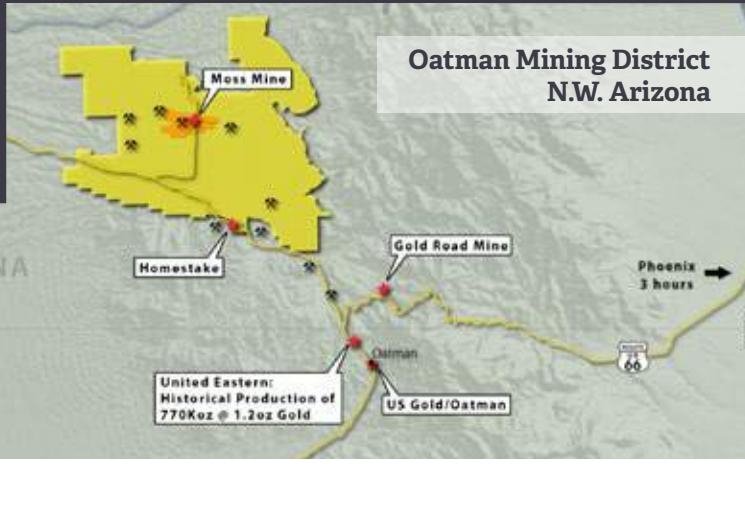 Oatman Mining District
N.W. Arizona
Moss Mine
Gold Road Mine
Homestake
NA
Phoenix
3 hours
Oatman
66
United Eastern:
Historical Production of
770Koz @ 1.2oz Gold
US Gold/Oatman